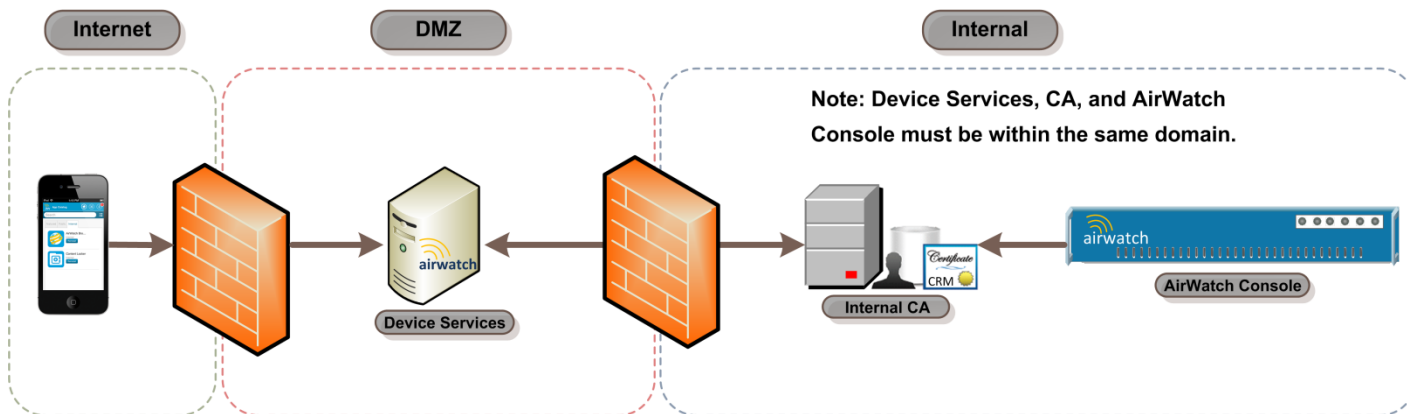 Internet
DMZ
Internal
Note: Device Services, CA, and AirWatch
Console must be within the same domain.
airwatch
Device Services
Certificate
CRM
Internal CA
airwatch
AirWatch Console